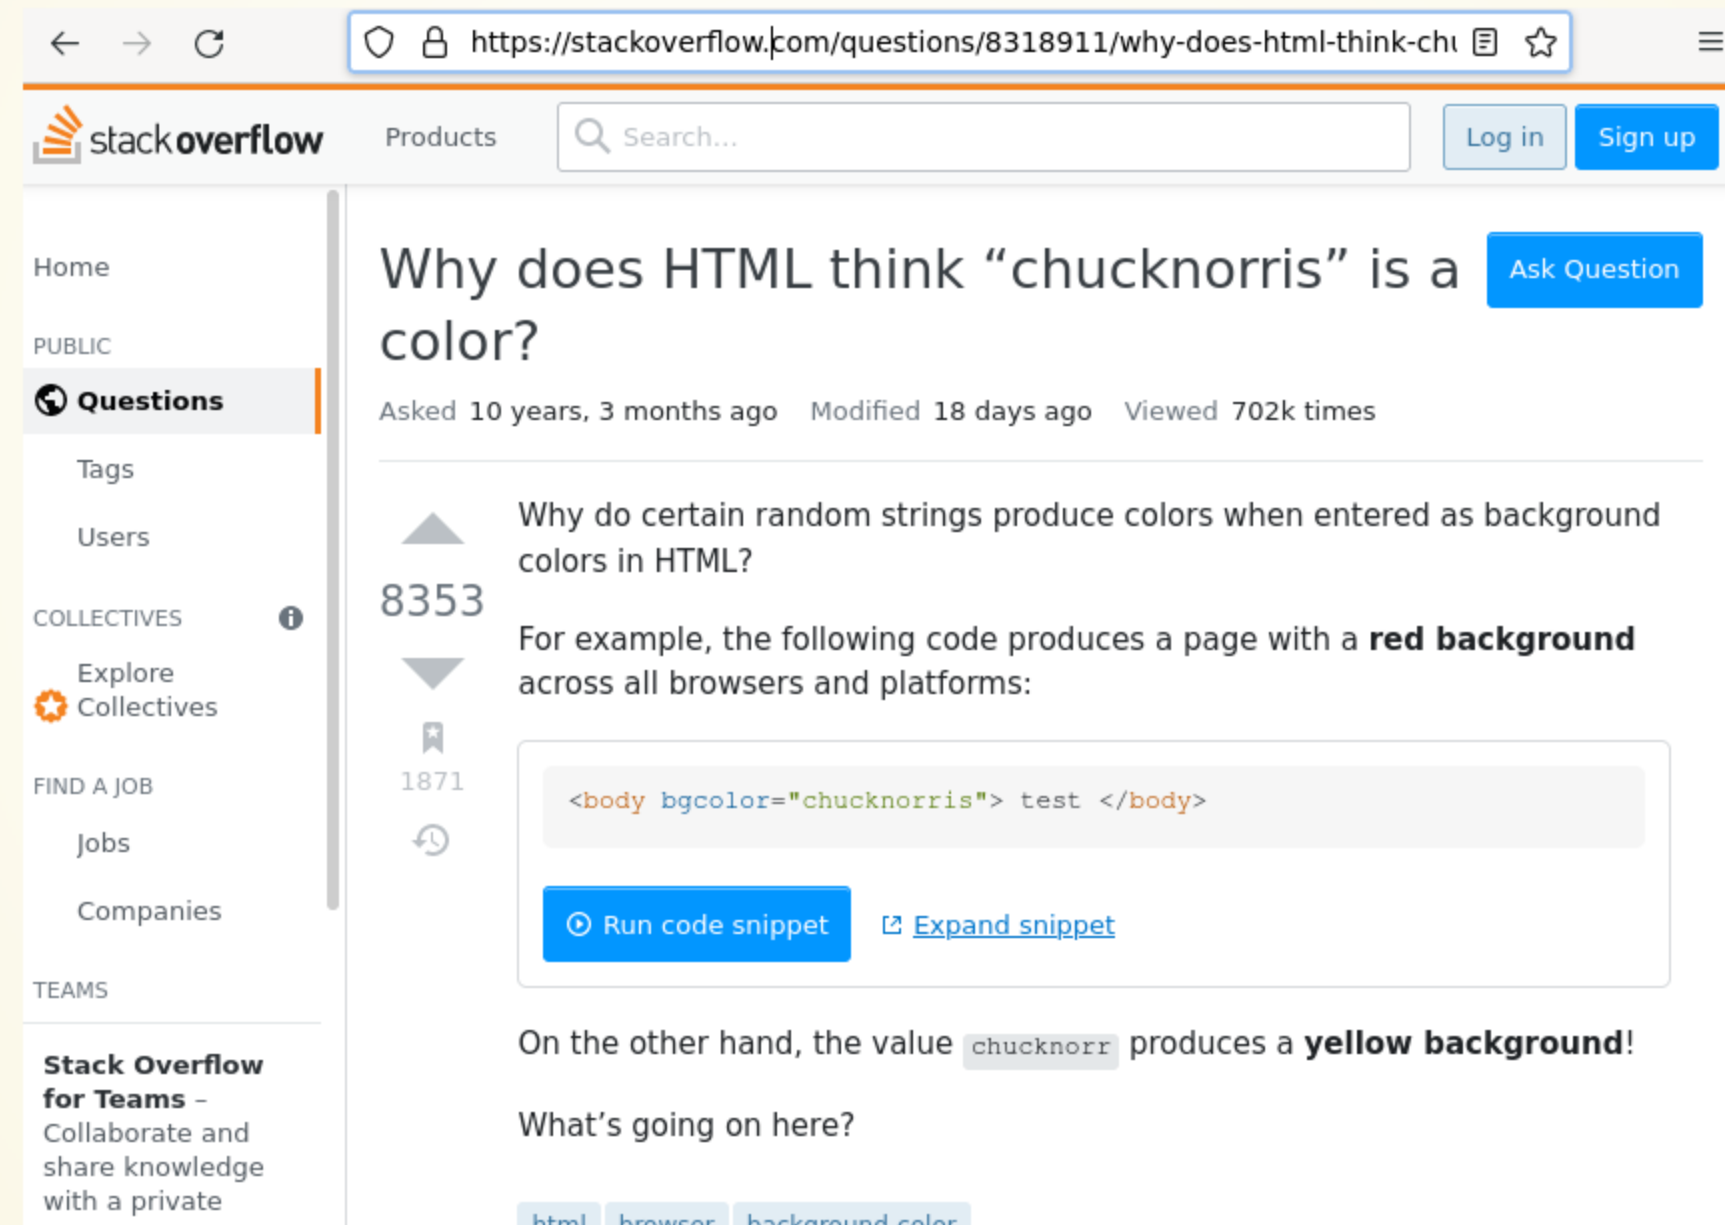 https://stackoverflow.com/questions/8318911/why-does-html-think-chu
stackoverflow
Products
Search...
Log in
Sign up
Home
PUBLIC
Questions
Tags
Users
COLLECTIVES
Explore
Collectives
FIND A JOB
Jobs
Companies
TEAMS
Stack Overflow
for Teams –
Collaborate and
share knowledge
with a private
Why does HTML think “chucknorris” is a
color?
Ask Question
Asked 10 years, 3 months ago Modified 18 days ago Viewed 702k times
8353
1871
Why do certain random strings produce colors when entered as background
colors in HTML?
For example, the following code produces a page with a red background
across all browsers and platforms:
<body bgcolor="chucknorris"> test </body>
Run code snippet
Expand snippet
On the other hand, the value chucknorr produces a yellow background!
What’s going on here?
html browser background-color